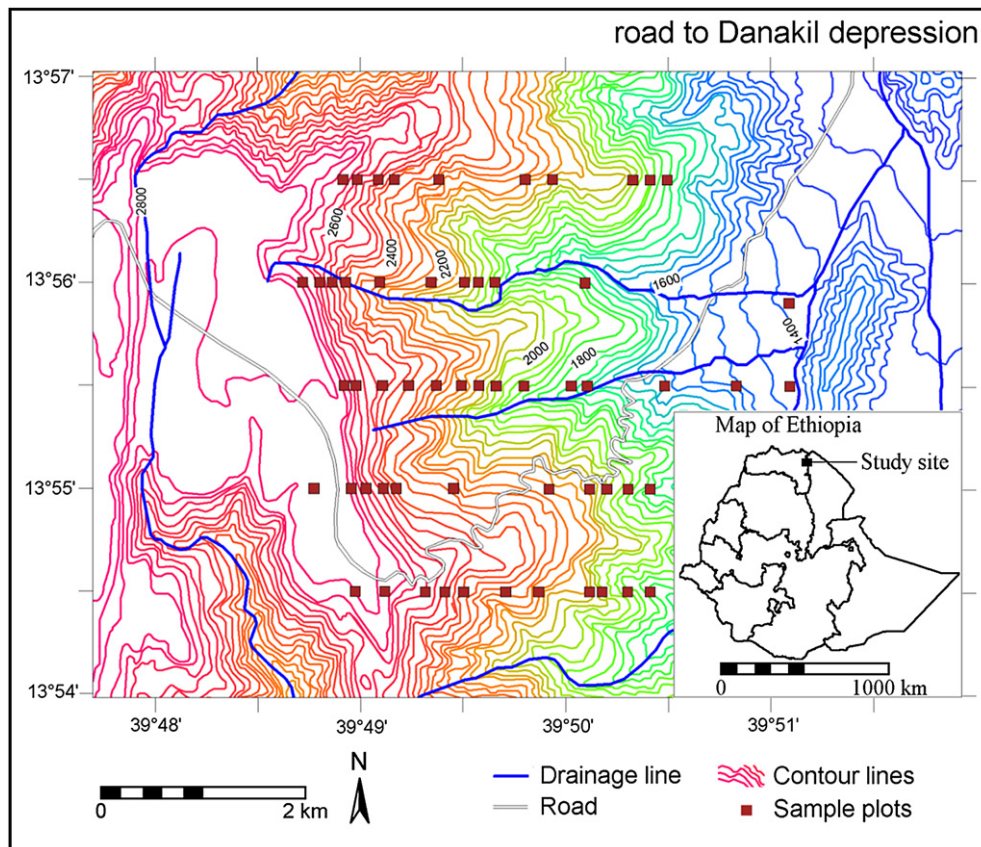 road to Danakil depression
13°57'
2800
2600
2400
2200
13°56'
1600
1400
2000
1800
Map of Ethiopia
Study site
13°55'
0 1000 km
13°54'
39°48' 39°49' 39°50' 39°51'
N
Drainage line Contour lines
0 2 km Road Sample plots